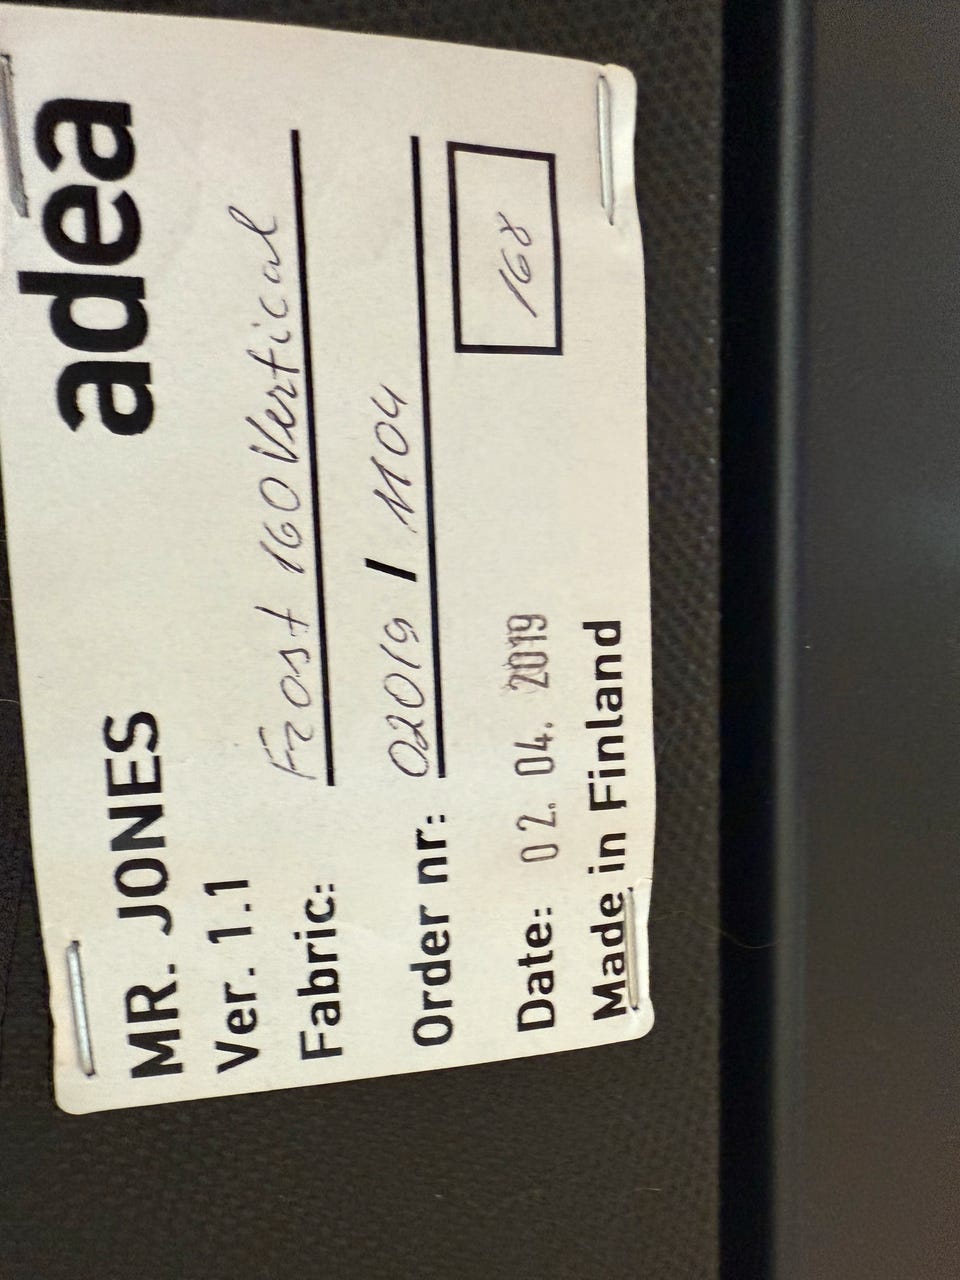 adea
MR. JONES
Ver. 1.1
Fabric: Frost 160 Vertical
Order nr: 02019 / 1104
168
Date: 02. 04. 2019
Made in Finland